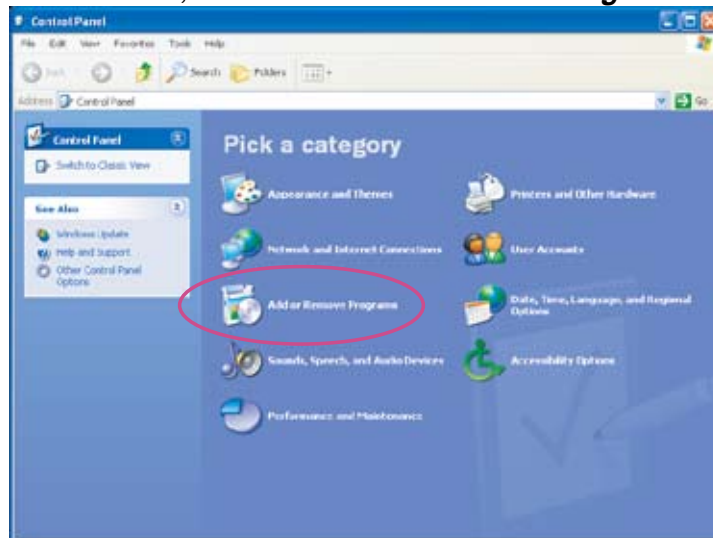 Control Panel
File Edit View Favorites Tools Help
Back Search Folders
Address Control Panel Go
Control Panel
Switch to Classic View
See Also
Windows Update
Help and Support
Other Control Panel
Options
Pick a category
Appearance and Themes
Printers and Other Hardware
Network and Internet Connections
User Accounts
Add or Remove Programs
Date, Time, Language, and Regional
Options
Sounds, Speech, and Audio Devices
Accessibility Options
Performance and Maintenance